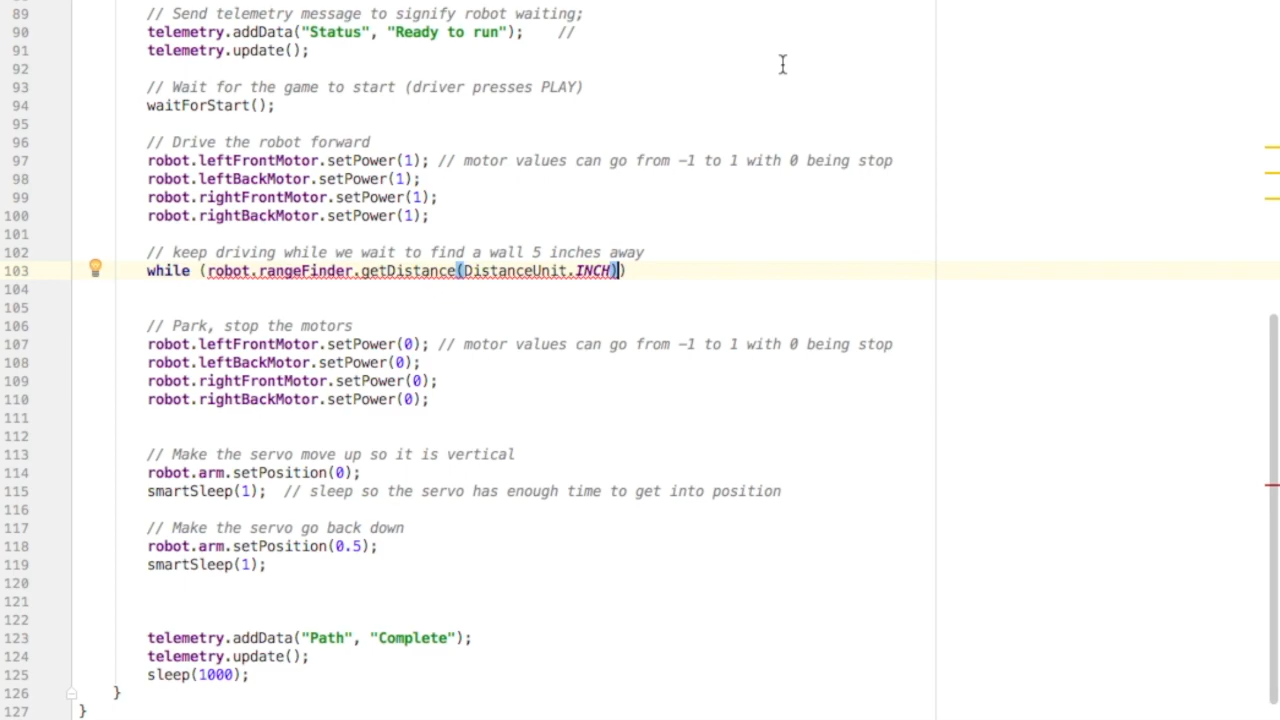 89 // Send telemetry message to signify robot waiting;
90 telemetry.addData("Status", "Ready to run");    //
91 telemetry.update();
92
93 // Wait for the game to start (driver presses PLAY)
94 waitForStart();
95
96 // Drive the robot forward
97 robot.leftFrontMotor.setPower(1); // motor values can go from -1 to 1 with 0 being stop
98 robot.leftBackMotor.setPower(1);
99 robot.rightFrontMotor.setPower(1);
100 robot.rightBackMotor.setPower(1);
101
102 // keep driving while we wait to find a wall 5 inches away
103 while (robot.rangeFinder.getDistance(DistanceUnit.INCH))
104
105
106 // Park, stop the motors
107 robot.leftFrontMotor.setPower(0); // motor values can go from -1 to 1 with 0 being stop
108 robot.leftBackMotor.setPower(0);
109 robot.rightFrontMotor.setPower(0);
110 robot.rightBackMotor.setPower(0);
111
112
113 // Make the servo move up so it is vertical
114 robot.arm.setPosition(0);
115 smartSleep(1);  // sleep so the servo has enough time to get into position
116
117 // Make the servo go back down
118 robot.arm.setPosition(0.5);
119 smartSleep(1);
120
121
122
123 telemetry.addData("Path", "Complete");
124 telemetry.update();
125 sleep(1000);
126 }
127 }